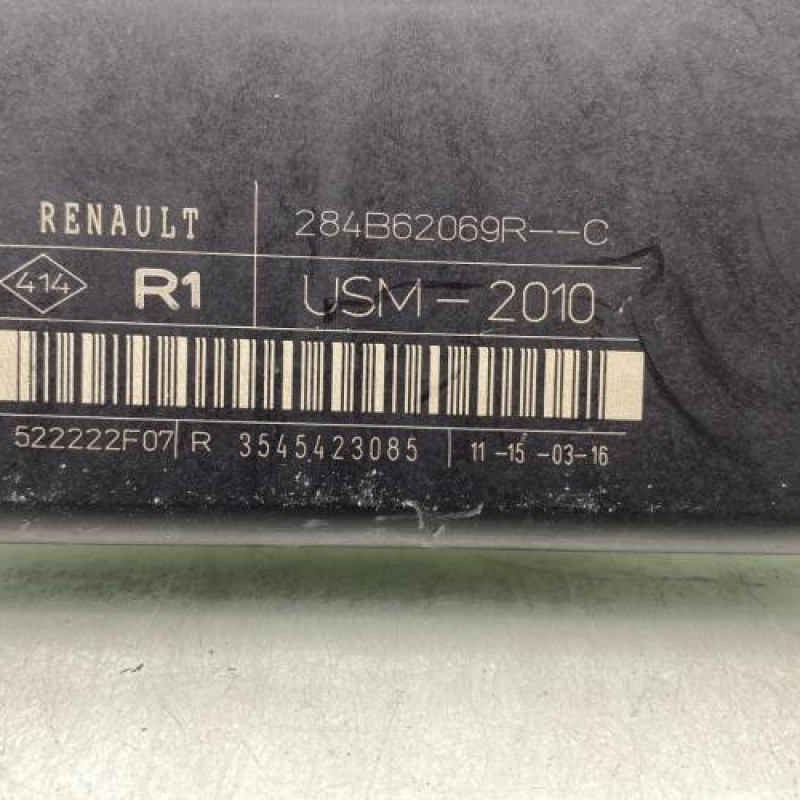 RENAULT 284B62069R--C
414 R1 USM-2010
522222F07 R 3545423085 11-15-03-16